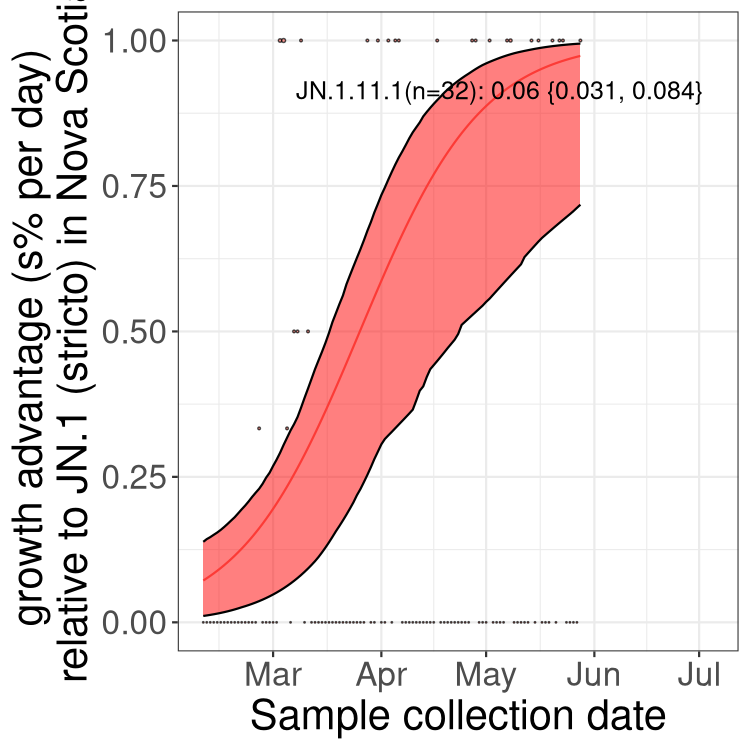 growth advantage (s% per day)
relative to JN.1 (stricto) in Nova Scotia
1.00
0.75
0.50
0.25
0.00
JN.1.11.1(n=32): 0.06 {0.031, 0.084}
Mar Apr May Jun Jul
Sample collection date